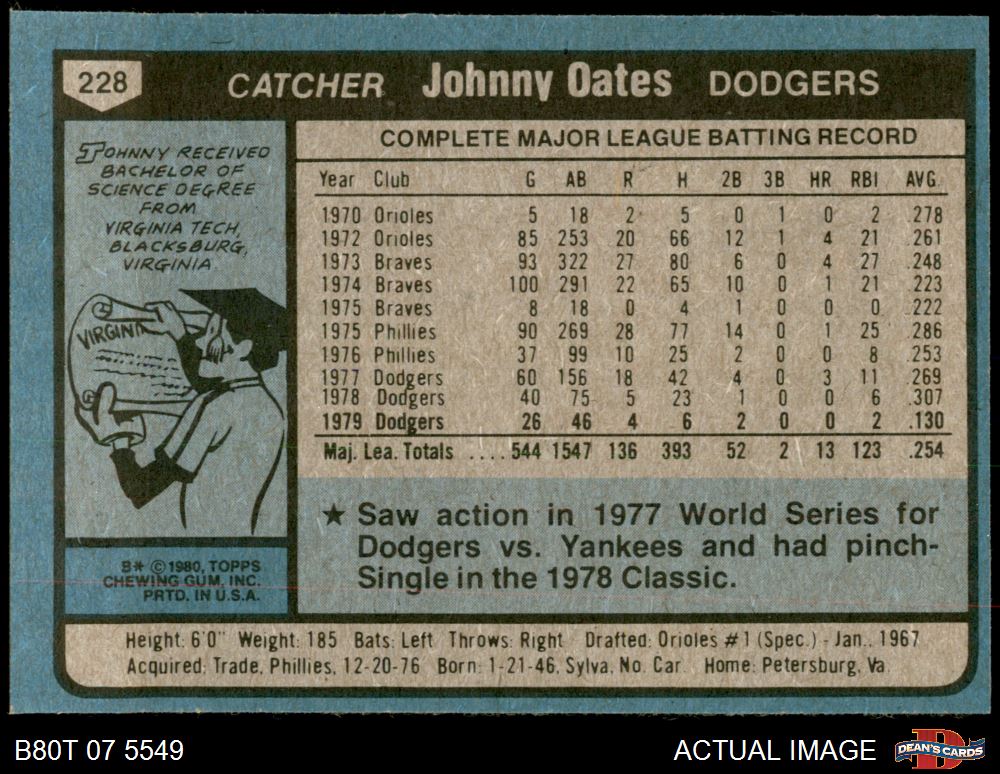 228 CATCHER Johnny Oates DODGERS
JOHNNY RECEIVED
BACHELOR OF
SCIENCE DEGREE
FROM
VIRGINIA TECH,
BLACKSBURG,
VIRGINIA
VIRGINIA
B* ©1980, TOPPS
CHEWING GUM, INC.
PRTD. IN U.S.A.
COMPLETE MAJOR LEAGUE BATTING RECORD
Year Club G AB R H 2B 3B HR RBI AVG.
1970 Orioles 5 18 2 5 0 1 0 2 .278
1972 Orioles 85 253 20 66 12 1 4 21 .261
1973 Braves 93 322 27 80 6 0 4 27 .248
1974 Braves 100 291 22 65 10 0 1 21 .223
1975 Braves 8 18 0 4 1 0 0 0 .222
1975 Phillies 90 269 28 77 14 0 1 25 .286
1976 Phillies 37 99 10 25 2 0 0 8 .253
1977 Dodgers 60 156 18 42 4 0 3 11 .269
1978 Dodgers 40 75 5 23 1 0 0 6 .307
1979 Dodgers 26 46 4 6 2 0 0 2 .130
Maj. Lea. Totals ....544 1547 136 393 52 2 13 123 .254
★ Saw action in 1977 World Series for
Dodgers vs. Yankees and had pinch-
Single in the 1978 Classic.
Height: 6'0" Weight: 185 Bats: Left Throws: Right Drafted: Orioles #1 (Spec.) - Jan., 1967
Acquired: Trade, Phillies, 12-20-76 Born: 1-21-46, Sylva, No. Car. Home: Petersburg, Va.
B80T 07 5549
ACTUAL IMAGE
DEAN'S CARDS